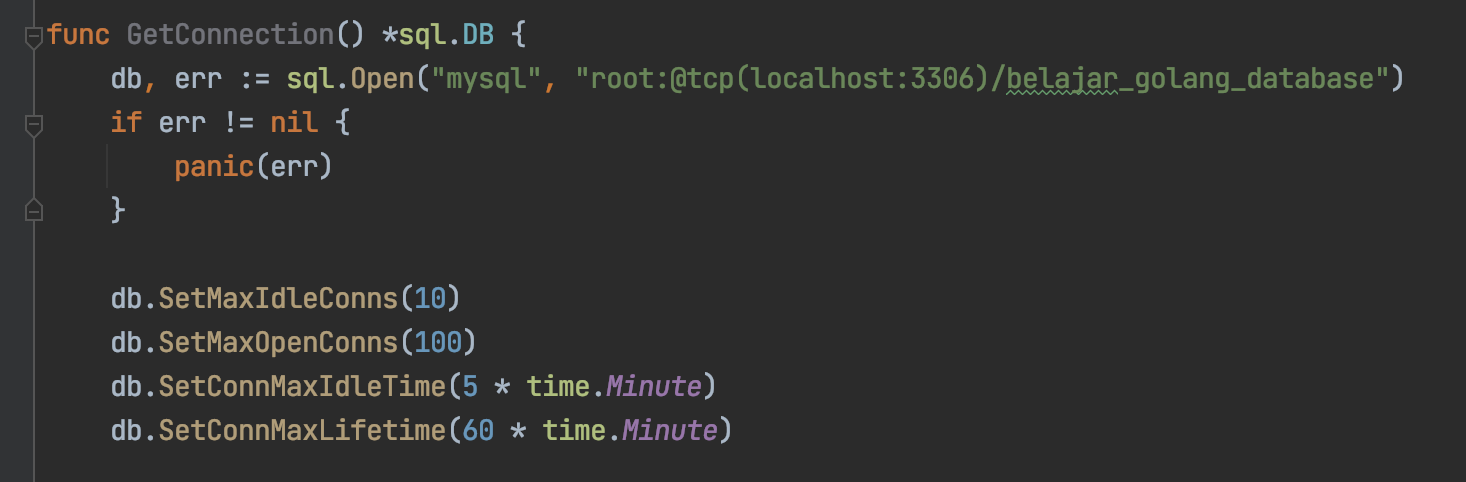 func GetConnection() *sql.DB {
    db, err := sql.Open("mysql", "root:@tcp(localhost:3306)/belajar_golang_database")
    if err != nil {
        panic(err)
    }

    db.SetMaxIdleConns(10)
    db.SetMaxOpenConns(100)
    db.SetConnMaxIdleTime(5 * time.Minute)
    db.SetConnMaxLifetime(60 * time.Minute)